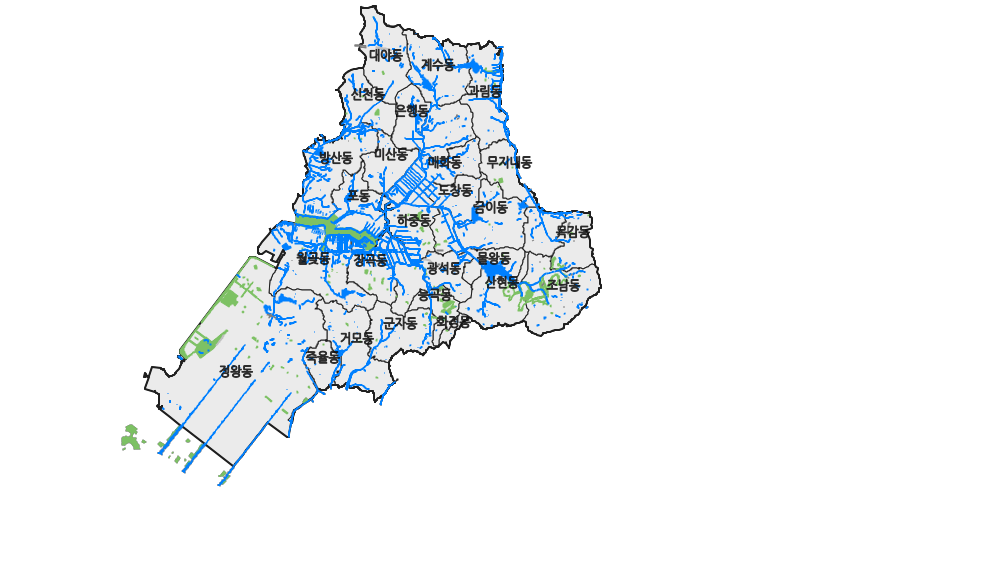 대야동
계수동
과림동
신천동
은행동
방산동
미산동
매화동
무지내동
포동
도창동
금이동
하중동
목감동
월곶동
장곡동
광석동
물왕동
산현동
조남동
능곡동
군자동
화정동
거모동
죽율동
정왕동